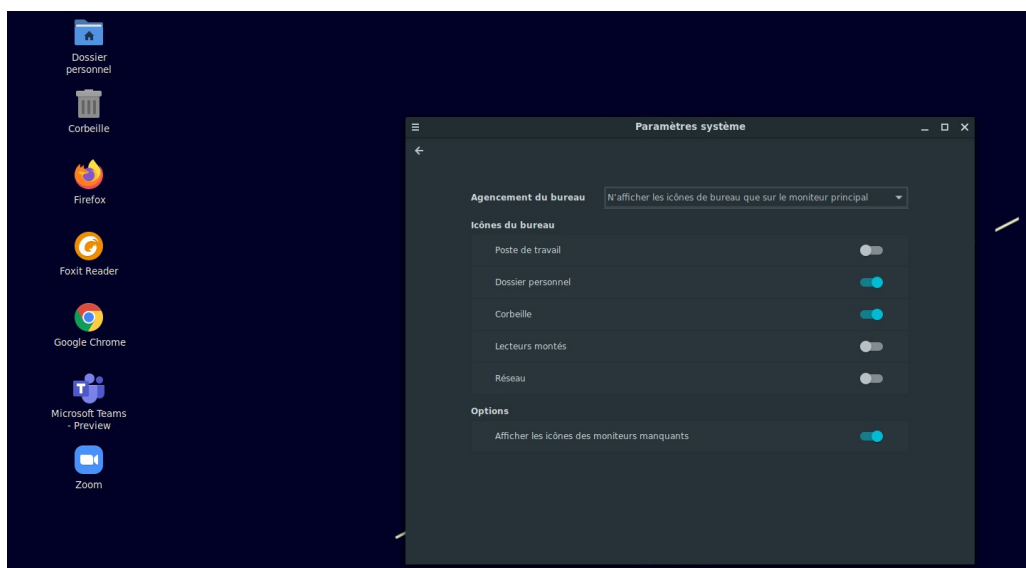 Dossier
personnel
Corbeille
Firefox
Foxit Reader
Google Chrome
Microsoft Teams
- Preview
Zoom
Paramètres système
Agencement du bureau
N'afficher les icônes de bureau que sur le moniteur principal
Icônes du bureau
Poste de travail
Dossier personnel
Corbeille
Lecteurs montés
Réseau
Options
Afficher les icônes des moniteurs manquants